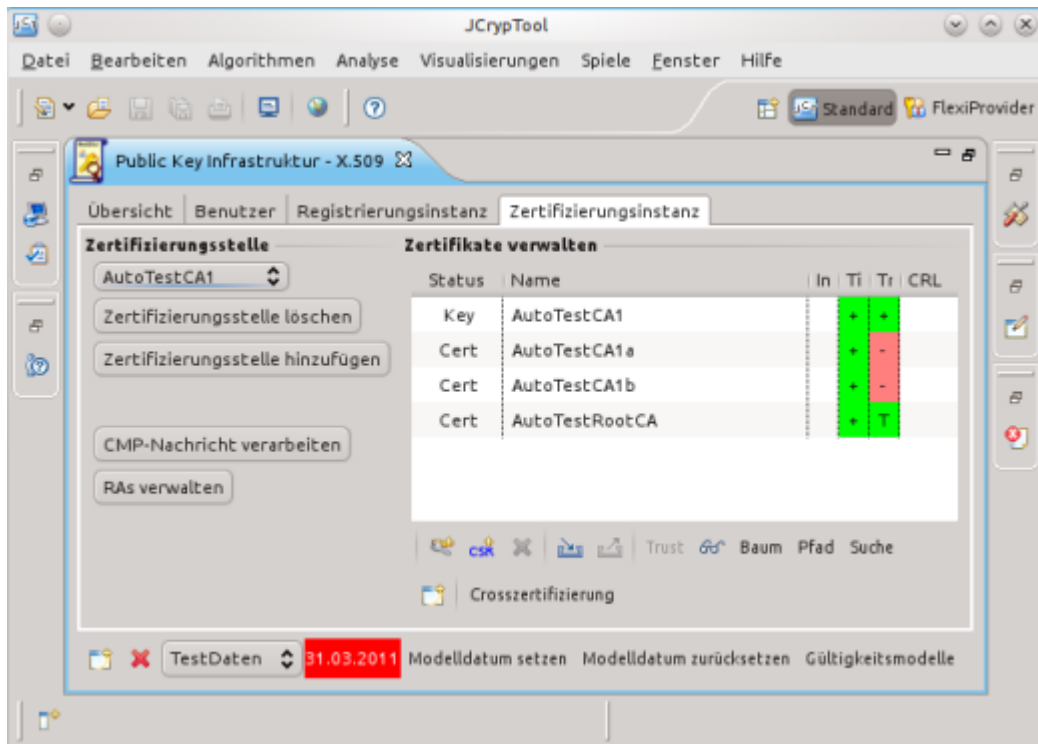 JCrypTool
Datei Bearbeiten Algorithmen Analyse Visualisierungen Spiele Fenster Hilfe
Standard FlexiProvider
Public Key Infrastruktur - X.509
Übersicht Benutzer Registrierungsinstanz Zertifizierungsinstanz
Zertifizierungsstelle Zertifikate verwalten
AutoTestCA1
Status Name In Ti Tr CRL
Zertifizierungsstelle löschen
Key AutoTestCA1 + +
Zertifizierungsstelle hinzufügen
Cert AutoTestCA1a + -
Cert AutoTestCA1b + -
Cert AutoTestRootCA + T
CMP-Nachricht verarbeiten
RAs verwalten
CSR Trust Baum Pfad Suche
Crosszertifizierung
TestDaten 31.03.2011 Modelldatum setzen Modelldatum zurücksetzen Gültigkeitsmodelle